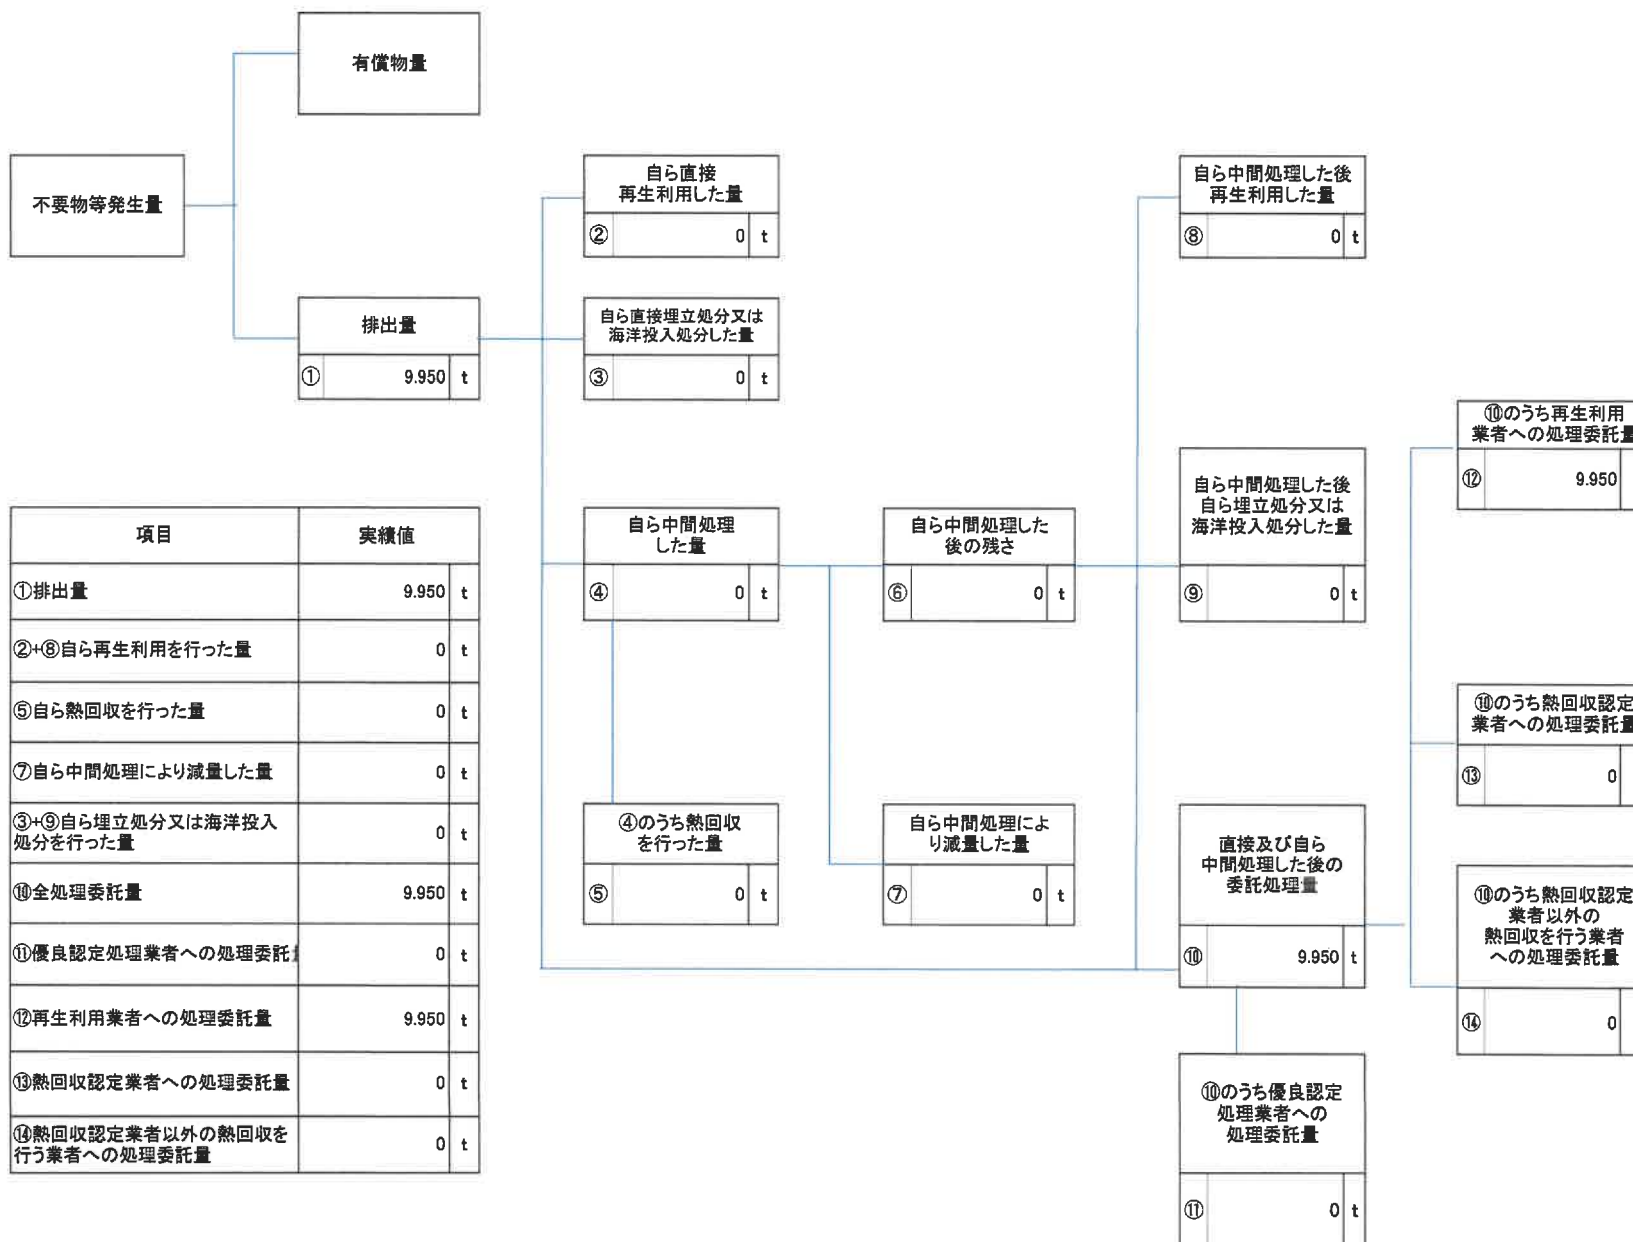 有償物量
不要物等発生量
排出量
① 9.950 t
自ら直接
再生利用した量
② 0 t
自ら直接埋立処分又は
海洋投入処分した量
③ 0 t
自ら中間処理
した量
④ 0 t
④のうち熱回収
を行った量
⑤ 0 t
自ら中間処理した
後の残さ
⑥ 0 t
自ら中間処理によ
り減量した量
⑦ 0 t
自ら中間処理した後
再生利用した量
⑧ 0 t
自ら中間処理した後
自ら埋立処分又は
海洋投入処分した量
⑨ 0 t
直接及び自ら
中間処理した後の
委託処理量
⑩ 9.950 t
⑩のうち優良認定
処理業者への
処理委託量
⑪ 0 t
⑩のうち再生利用
業者への処理委託量
⑫ 9.950
⑩のうち熱回収認定
業者への処理委託量
⑬ 0
⑩のうち熱回収認定
業者以外の
熱回収を行う業者
への処理委託量
⑭ 0
項目 実績値
①排出量 9.950 t
②+⑧自ら再生利用を行った量 0 t
⑤自ら熱回収を行った量 0 t
⑦自ら中間処理により減量した量 0 t
③+⑨自ら埋立処分又は海洋投入
処分を行った量 0 t
⑩全処理委託量 9.950 t
⑪優良認定処理業者への処理委託 0 t
⑫再生利用業者への処理委託量 9.950 t
⑬熱回収認定業者への処理委託量 0 t
⑭熱回収認定業者以外の熱回収を
行う業者への処理委託量 0 t